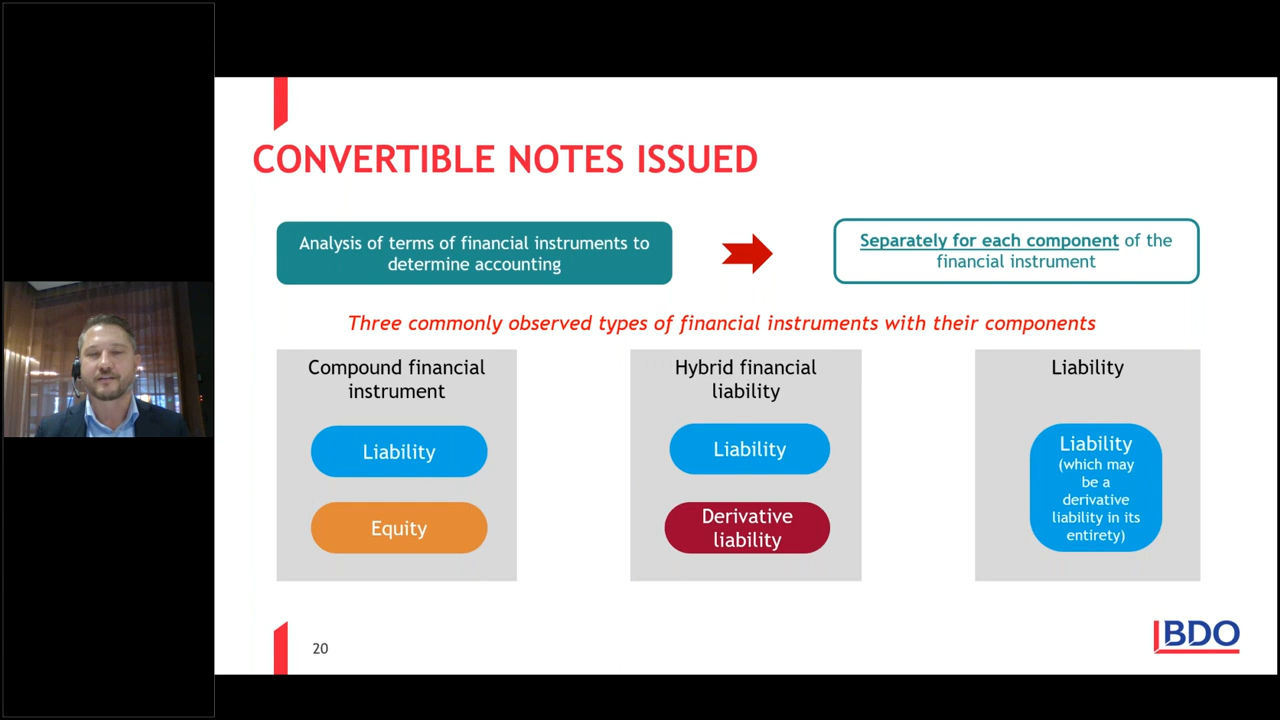 CONVERTIBLE NOTES ISSUED
Analysis of terms of financial instruments to
determine accounting
Separately for each component of the
financial instrument
Three commonly observed types of financial instruments with their components
Compound financial
instrument
Liability
Equity
Hybrid financial
liability
Liability
Derivative
liability
Liability
Liability
(which may
be a
derivative
liability in its
entirety)
20
BDO